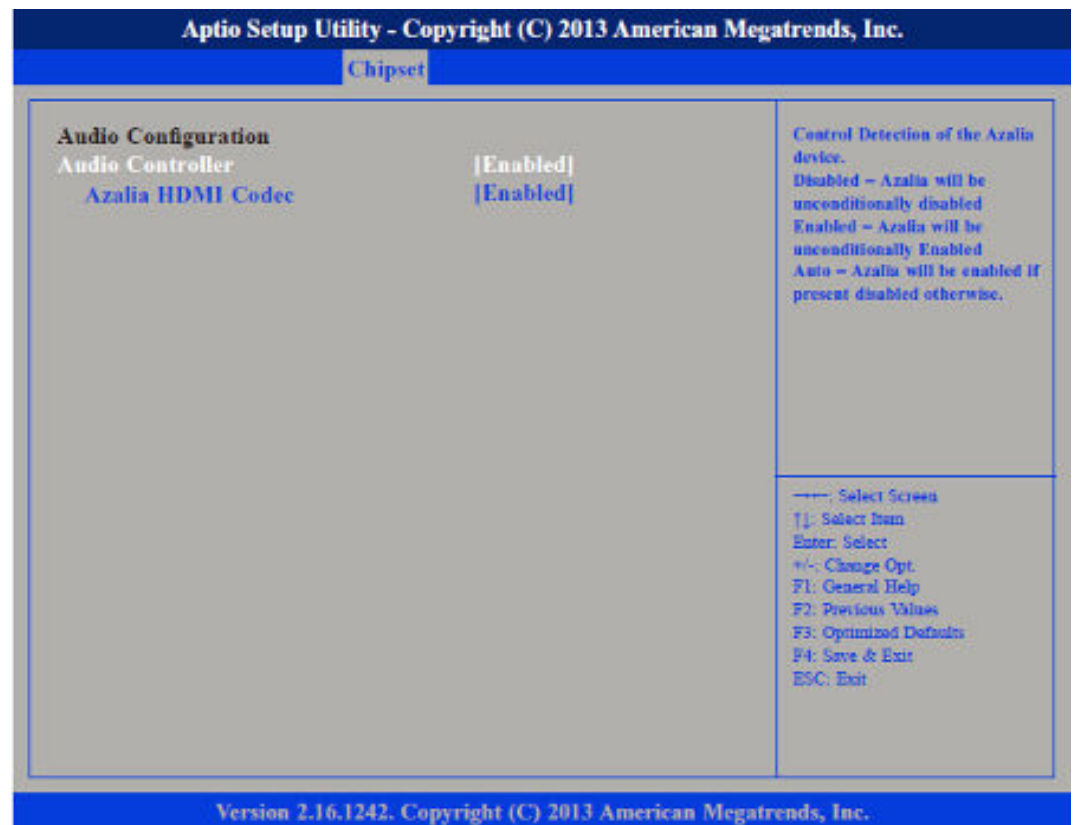 Aptio Setup Utility - Copyright (C) 2013 American Megatrends, Inc.
Chipset
Audio Configuration
Audio Controller [Enabled]
Azalia HDMI Codec [Enabled]
Control Detection of the Azalia
device.
Disabled – Azalia will be
unconditionally disabled
Enabled – Azalia will be
unconditionally Enabled
Auto – Azalia will be enabled if
present disabled otherwise.
→←: Select Screen
↑↓: Select Item
Enter: Select
+/-: Change Opt.
F1: General Help
F2: Previous Values
F3: Optimized Defaults
F4: Save & Exit
ESC: Exit
Version 2.16.1242. Copyright (C) 2013 American Megatrends, Inc.